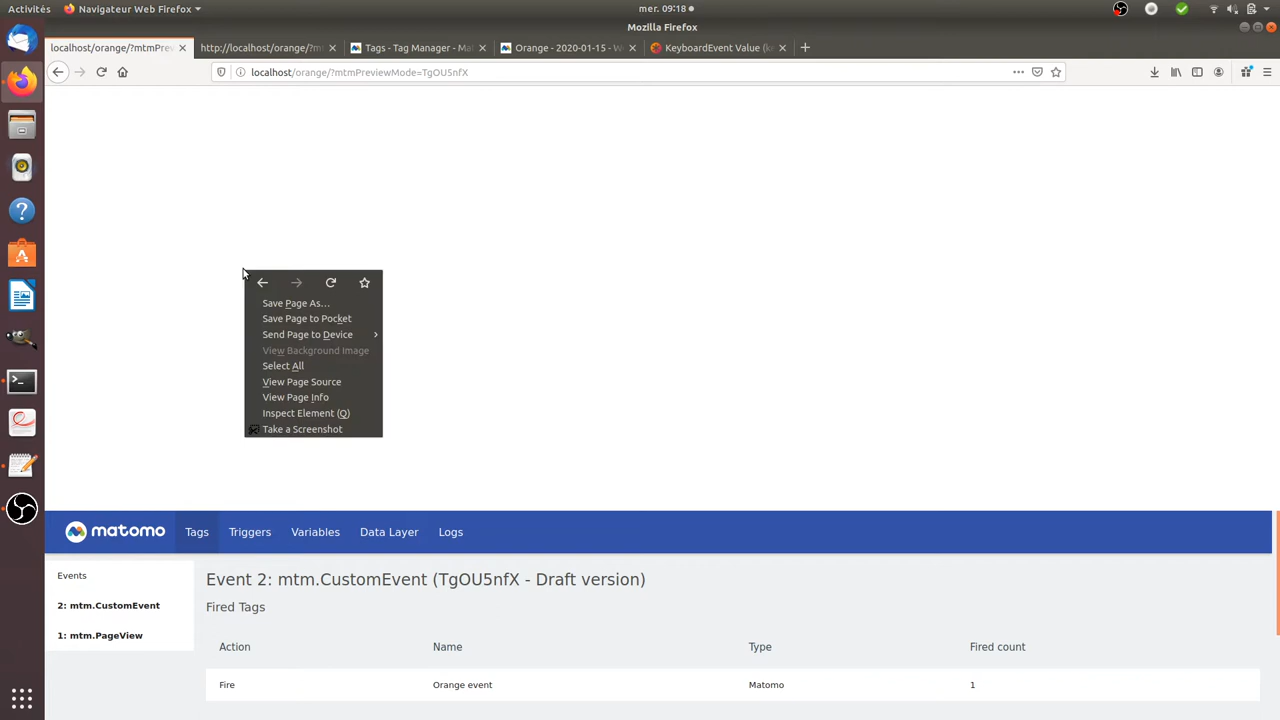 Activités
Navigateur Web Firefox
mer. 09:18
Mozilla Firefox
localhost/orange/?mtmPrev
http://localhost/orange/?m
Tags - Tag Manager - Ma
Orange - 2020-01-15 - W
KeyboardEvent Value (k
localhost/orange/?mtmPreviewMode=TgOU5nfX
Save Page As…
Save Page to Pocket
Send Page to Device
View Background Image
Select All
View Page Source
View Page Info
Inspect Element (Q)
Take a Screenshot
matomo
Tags
Triggers
Variables
Data Layer
Logs
Events
2: mtm.CustomEvent
1: mtm.PageView
Event 2: mtm.CustomEvent (TgOU5nfX - Draft version)
Fired Tags
Action Name Type Fired count
Fire Orange event Matomo 1